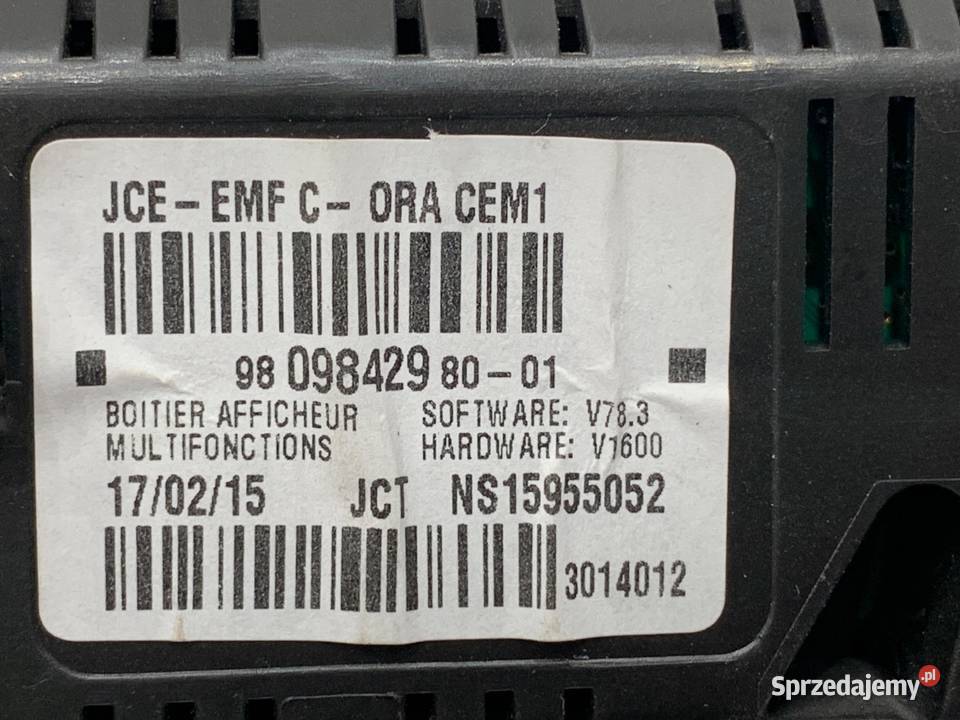 JCE-EMF C- ORA CEM1
98 098429 80-01
BOITIER AFFICHEUR SOFTWARE: V78.3
MULTIFONCTIONS HARDWARE: V1600
17/02/15 JCT NS15955052
3014012
Sprzedajemy.pl